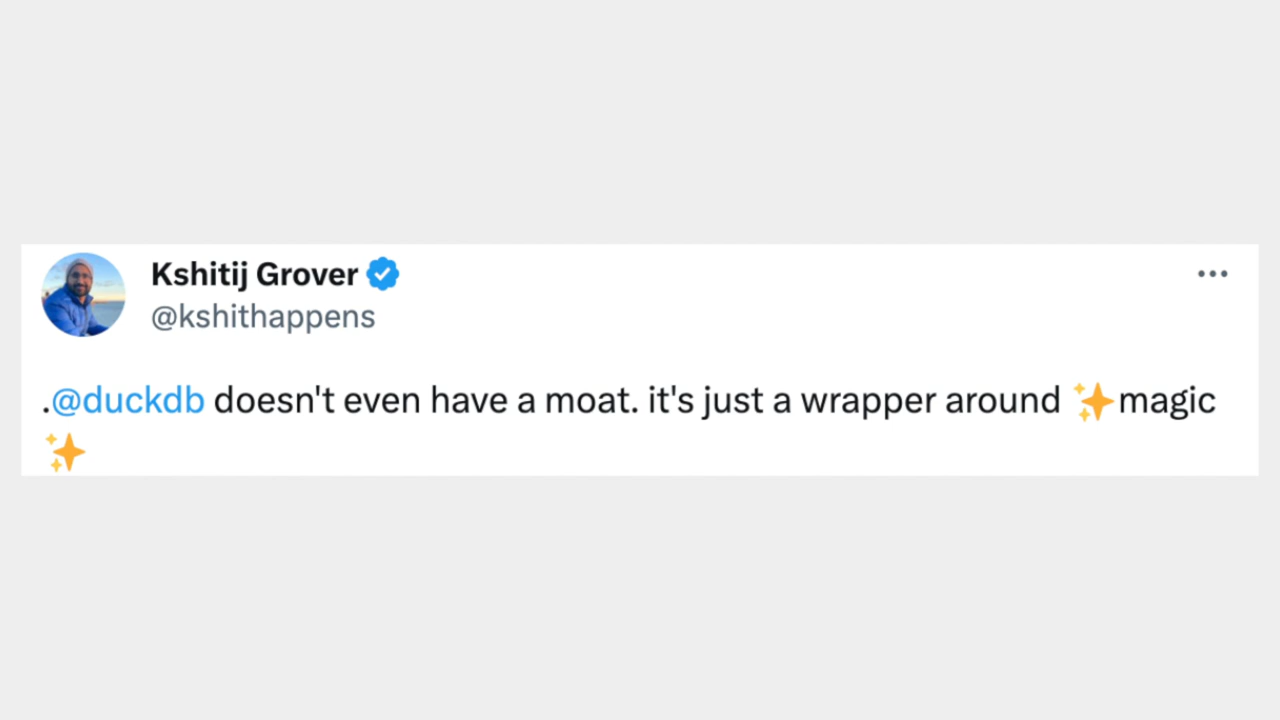 Kshitij Grover
@kshithappens
.@duckdb doesn't even have a moat. it's just a wrapper around ✨magic
✨